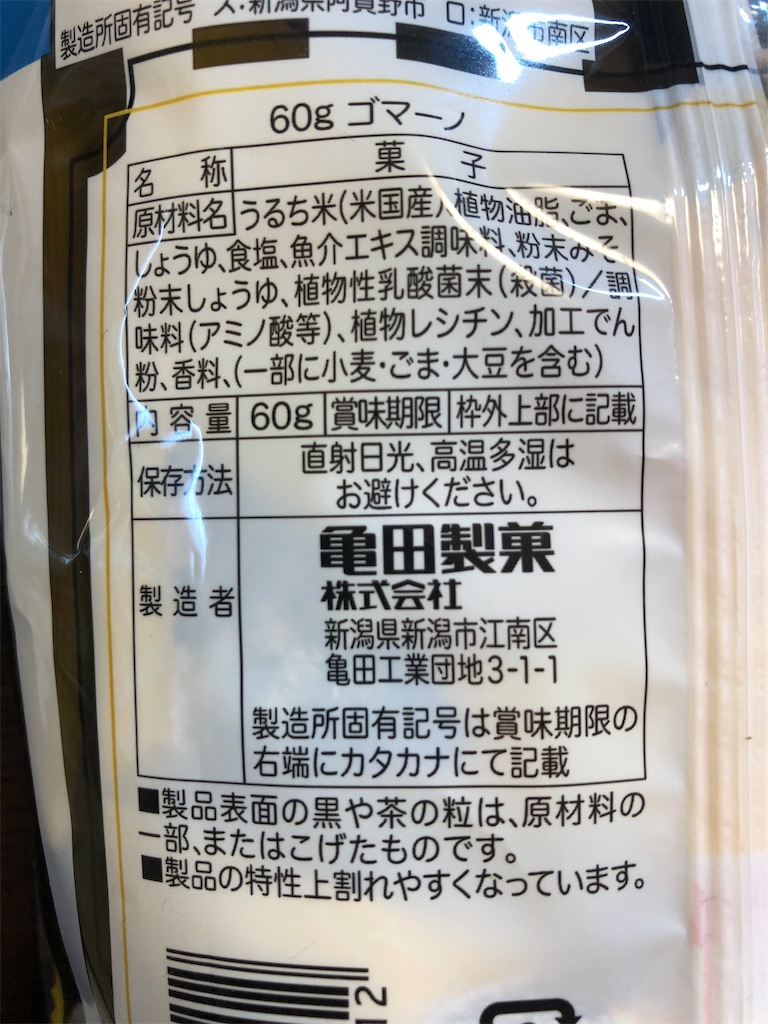 製造所固有記号 ス:新潟県阿賀野市 ロ:新潟市南区
60g ゴマーノ
名称 菓子
原材料名 うるち米(米国産)、植物油脂、ごま、
しょうゆ、食塩、魚介エキス調味料、粉末みそ、
粉末しょうゆ、植物性乳酸菌末(殺菌)/調
味料(アミノ酸等)、植物レシチン、加工でん
粉、香料、(一部に小麦・ごま・大豆を含む)
内容量 60g 賞味期限 枠外上部に記載
保存方法 直射日光、高温多湿は
お避けください。
製造者 亀田製菓
株式会社
新潟県新潟市江南区
亀田工業団地3-1-1
製造所固有記号は賞味期限の
右端にカタカナにて記載
■製品表面の黒や茶の粒は、原材料の
一部、またはこげたものです。
■製品の特性上割れやすくなっています。